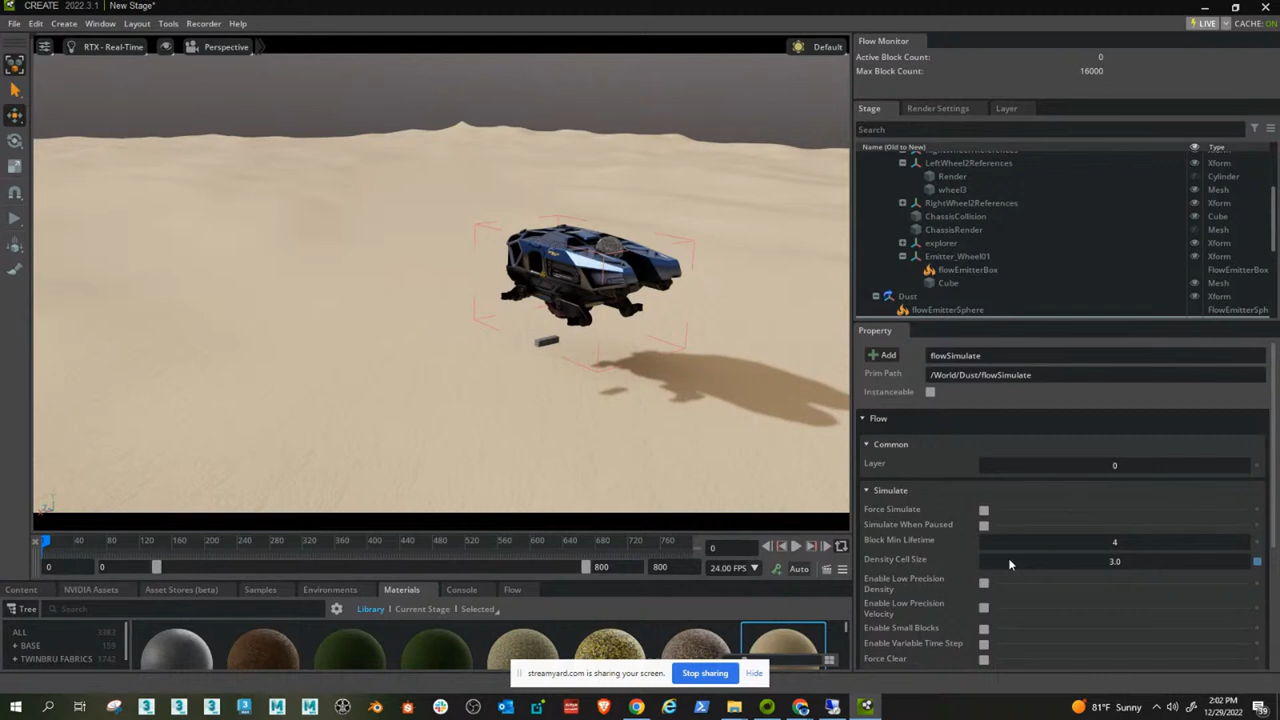 CREATE 2022.3.1 New Stage*
File Edit Create Window Layout Tools Recorder Help
LIVE CACHE: ON
RTX - Real-Time Perspective Default
Flow Monitor
Active Block Count: 0
Max Block Count: 16000
Stage Render Settings Layer
Search
Name (Old to New) Type
Xform
LeftWheel2References Xform
Render Cylinder
wheel3 Mesh
RightWheel2References Xform
ChassisCollision Cube
ChassisRender Mesh
explorer Xform
Emitter_Wheel01 Xform
flowEmitterBox FlowEmitterBox
Cube Mesh
Dust Xform
flowEmitterSphere FlowEmitterSph
Property
Add flowSimulate
Prim Path /World/Dust/flowSimulate
Instanceable
Flow
Common
Layer 0
Simulate
Force Simulate
Simulate When Paused
Block Min Lifetime 4
Density Cell Size 3.0
Enable Low Precision
Density
Enable Low Precision
Velocity
Enable Small Blocks
Enable Variable Time Step
Force Clear
0 40 80 120 160 200 240 280 320 360 400 440 480 520 560 600 640 680 720 760 0
0 0 800 800 24.00 FPS Auto
Content NVIDIA Assets Asset Stores (beta) Samples Environments Materials Console Flow
Tree Search Library Current Stage Selected
ALL 3383
+ BASE 159
+ TWINBRU FABRICS 1742
streamyard.com is sharing your screen. Stop sharing Hide
81°F Sunny 2:02 PM
12/29/2022
39